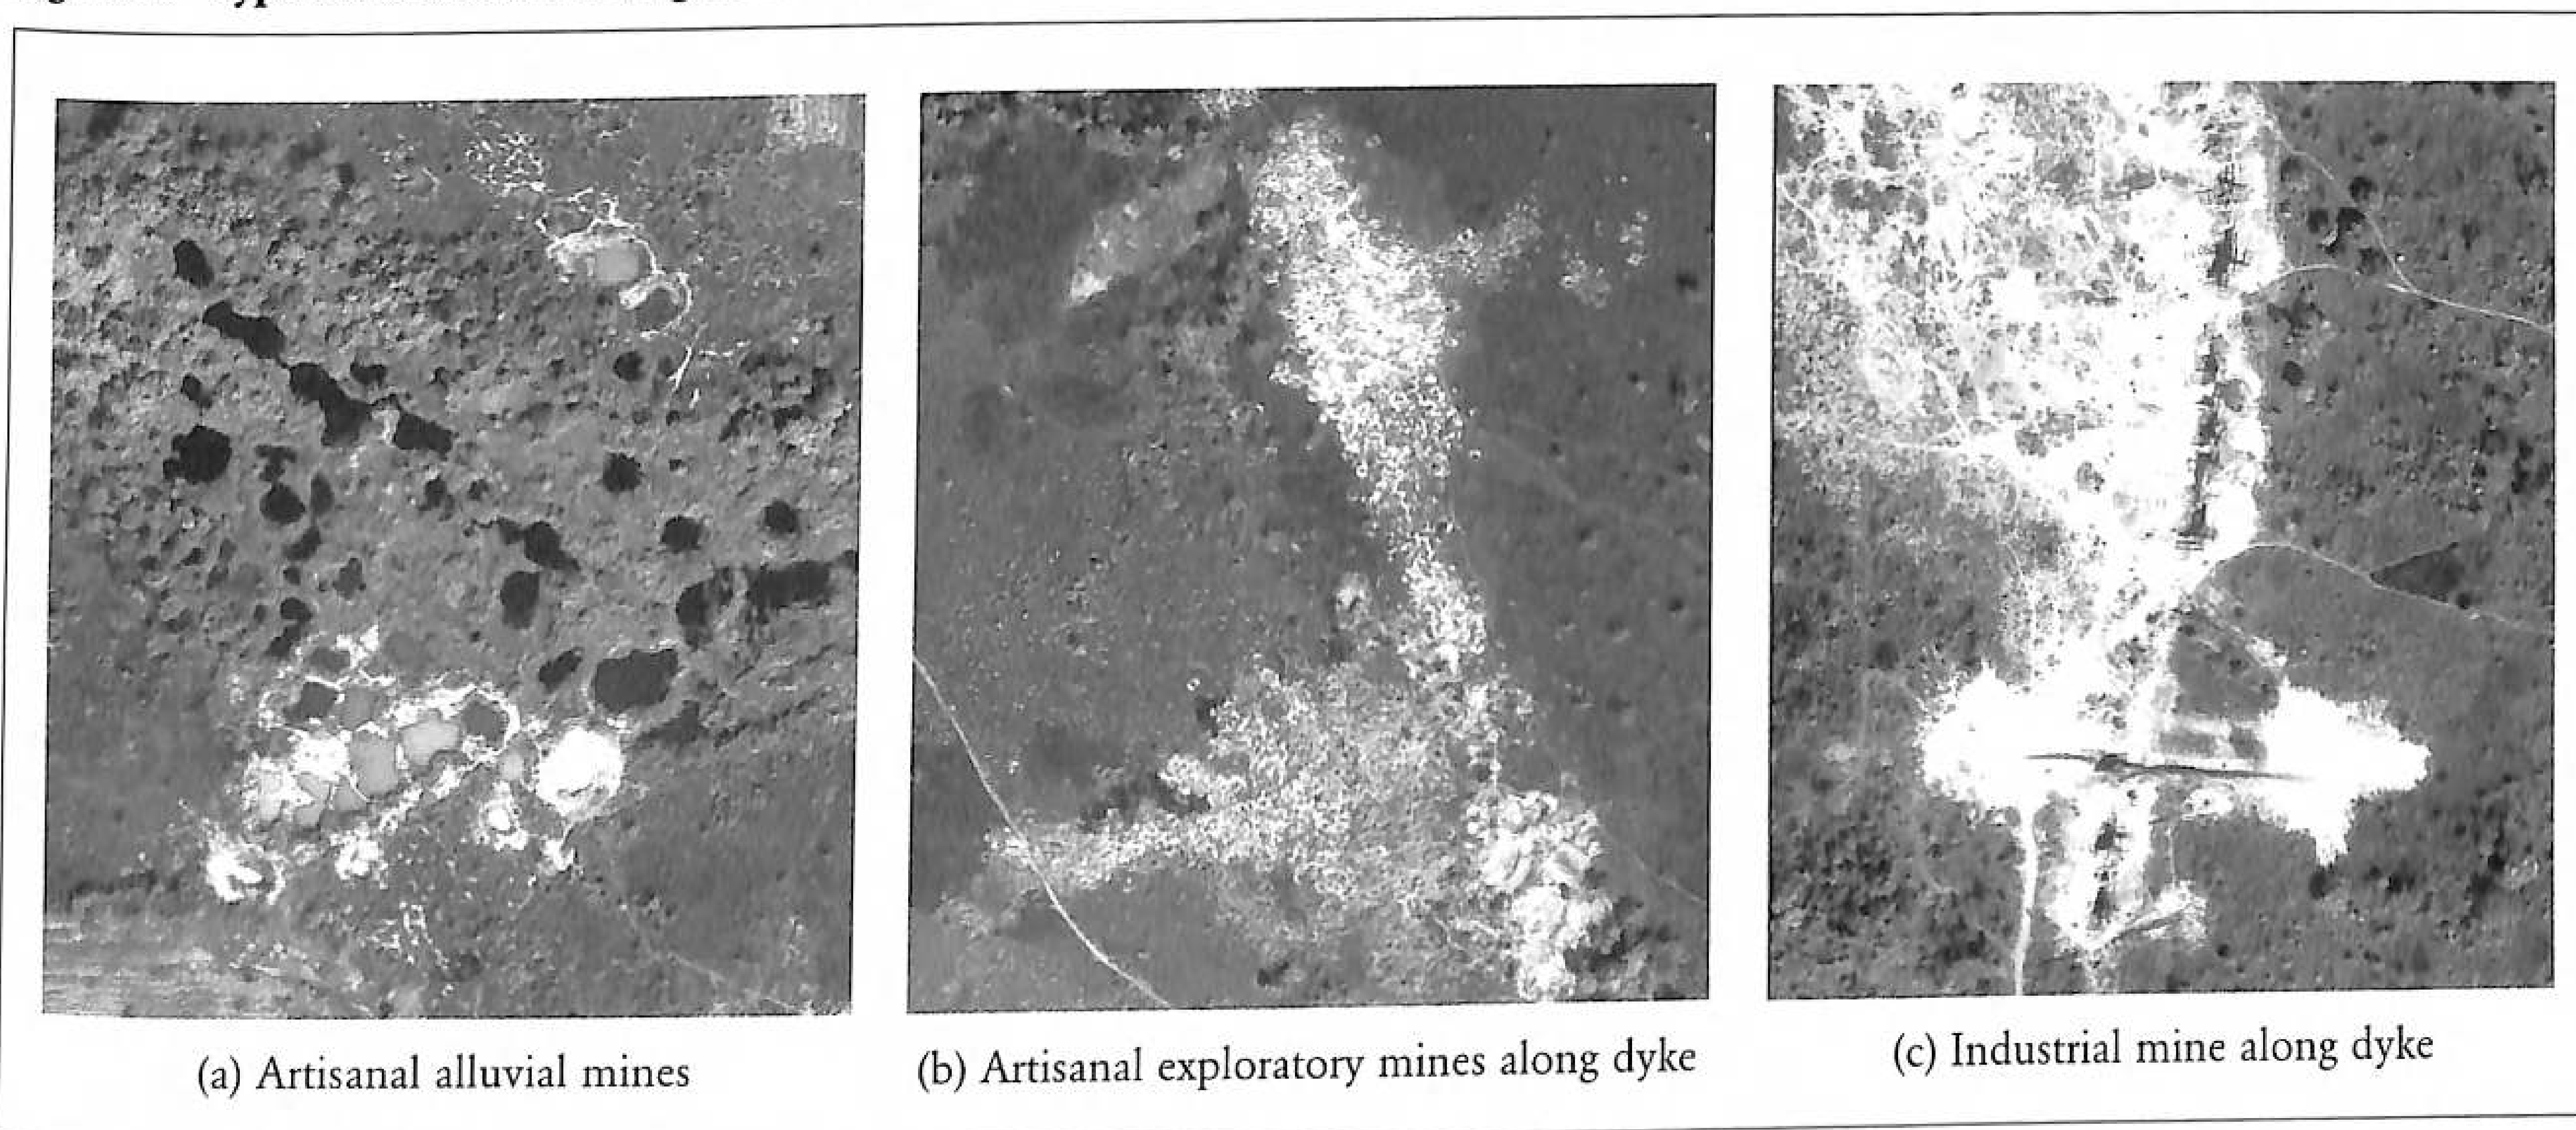 (a) Artisanal alluvial mines
(b) Artisanal exploratory mines along dyke
(c) Industrial mine along dyke